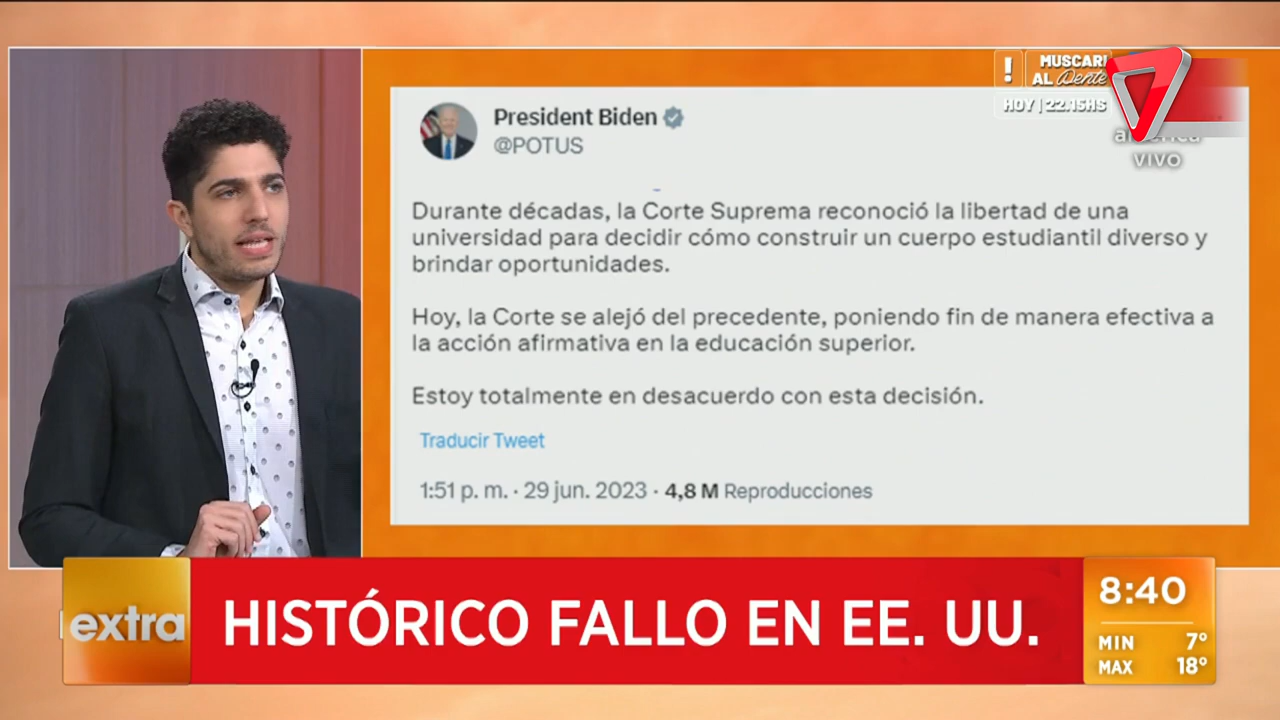 !
MUSCARI
AL Dente
HOY | 22.15HS
VIVO
President Biden
@POTUS
Durante décadas, la Corte Suprema reconoció la libertad de una
universidad para decidir cómo construir un cuerpo estudiantil diverso y
brindar oportunidades.
Hoy, la Corte se alejó del precedente, poniendo fin de manera efectiva a
la acción afirmativa en la educación superior.
Estoy totalmente en desacuerdo con esta decisión.
Traducir Tweet
1:51 p. m. · 29 jun. 2023 · 4,8 M Reproducciones
extra
HISTÓRICO FALLO EN EE. UU.
8:40
MIN 7°
MAX 18°